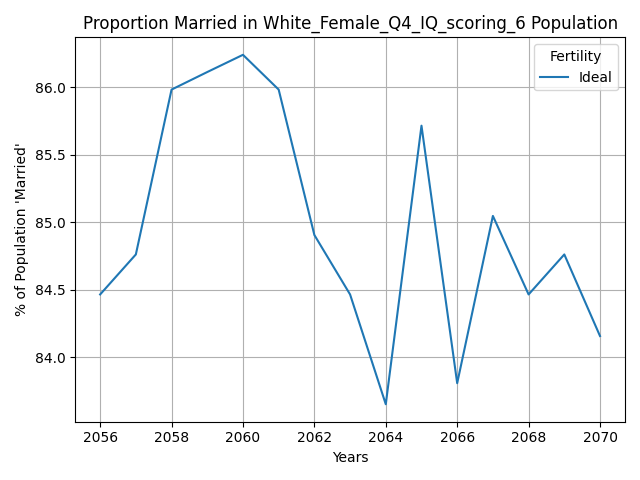 Proportion Married in White_Female_Q4_IQ_scoring_6 Population
Fertility
Ideal
86.0
85.5
85.0
84.5
84.0
% of Population 'Married'
2056 2058 2060 2062 2064 2066 2068 2070
Years